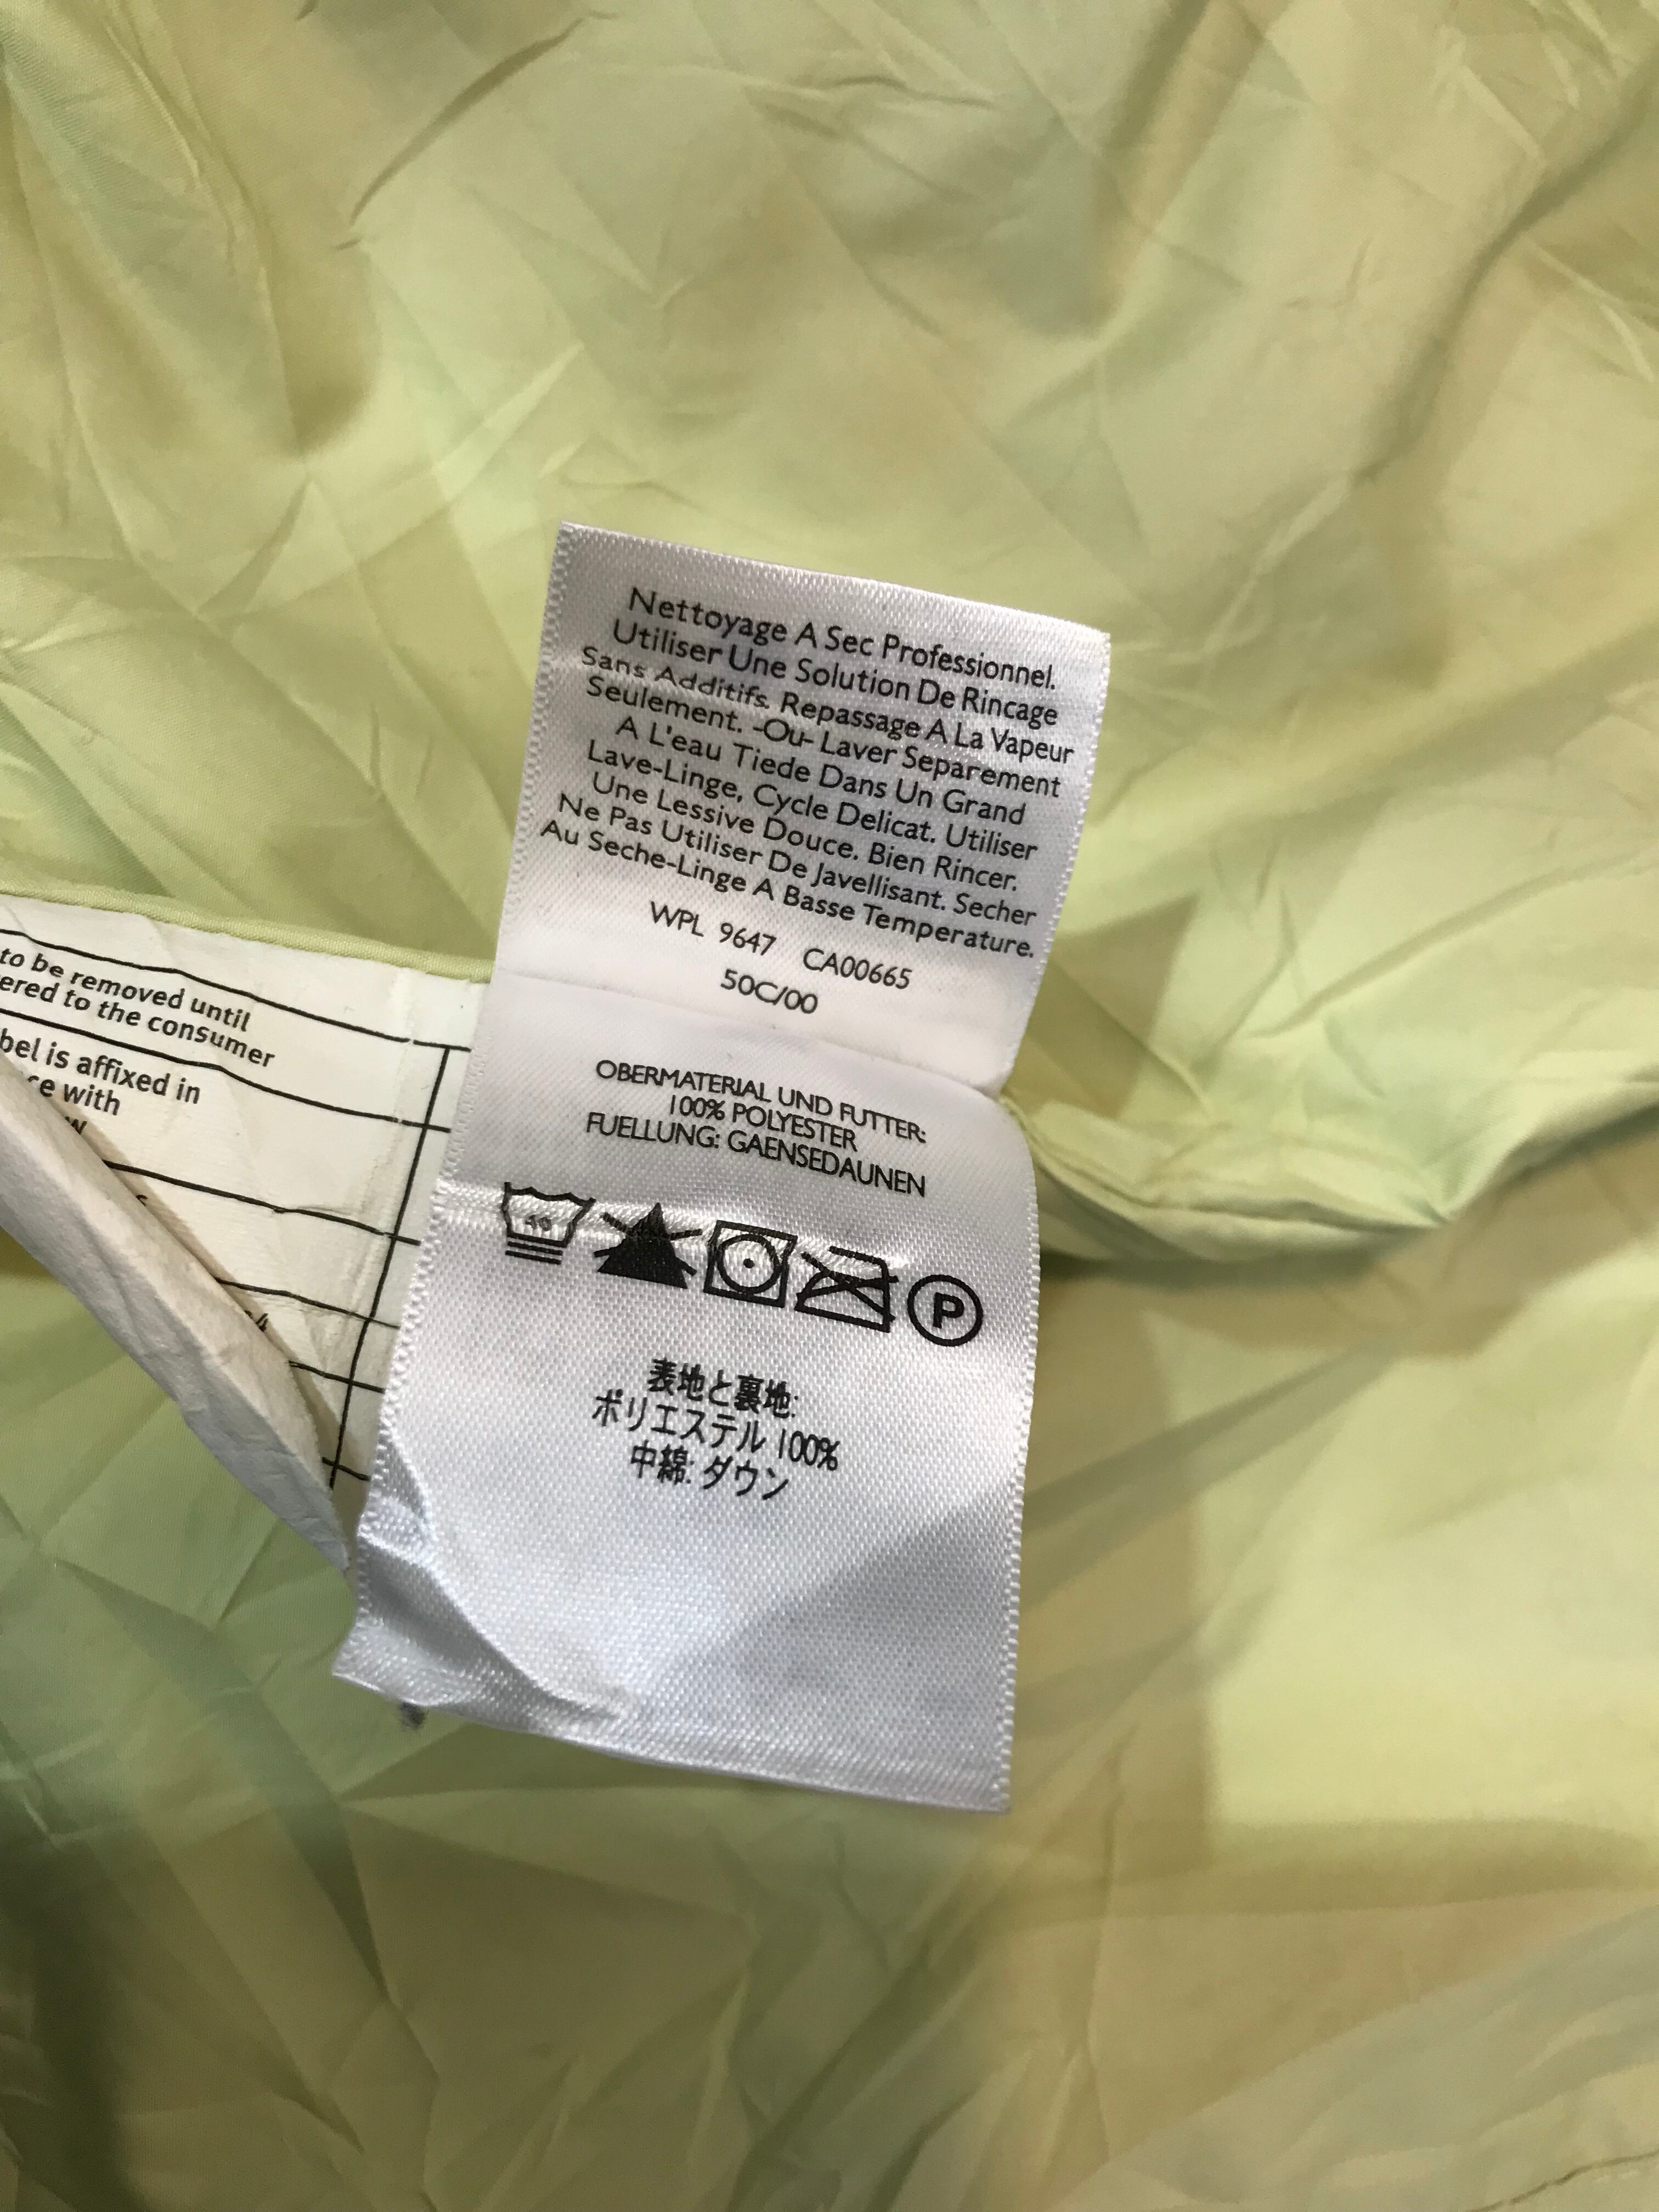 Nettoyage A Sec Professionnel.
Utiliser Une Solution De Rincage
Sans Additifs. Repassage A La Vapeur
Seulement. -Ou- Laver Separement
A L'eau Tiede Dans Un Grand
Lave-Linge, Cycle Delicat. Utiliser
Une Lessive Douce. Bien Rincer.
Ne Pas Utiliser De Javellisant. Secher
Au Seche-Linge A Basse Temperature.
WPL 9647 CA00665
50C/00
to be removed until
ered to the consumer
bel is affixed in
ce with
OBERMATERIAL UND FUTTER:
100% POLYESTER
FUELLUNG: GAENSEDAUNEN
40
P
表地と裏地:
ポリエステル 100%
中綿: ダウン